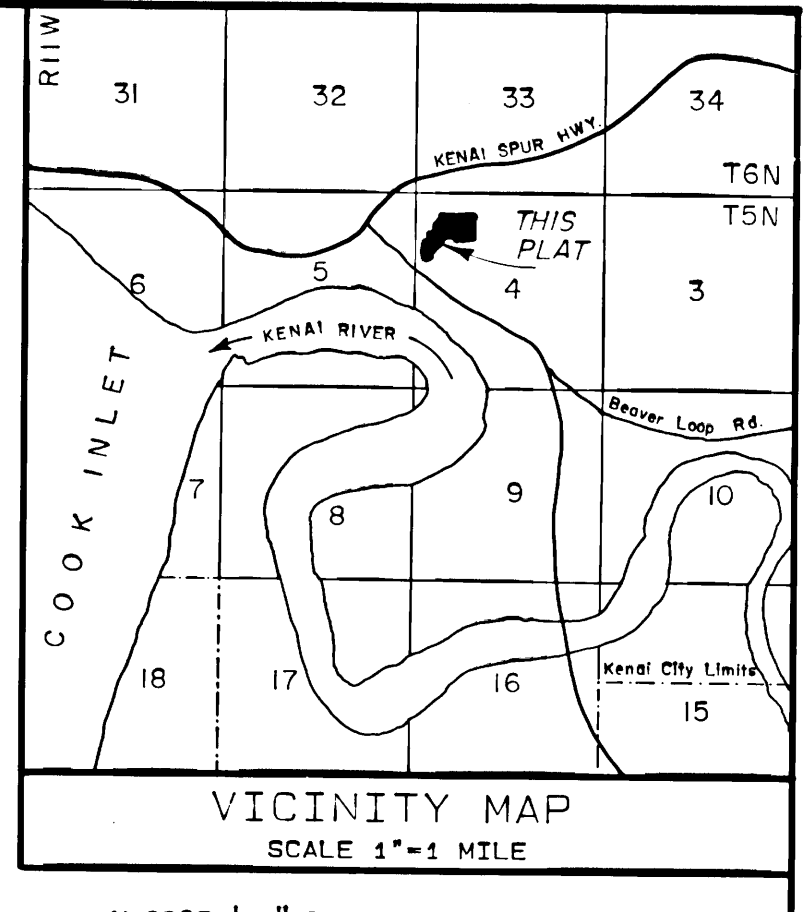 R11W
31
32
33
34
KENAI SPUR HWY.
T6N
T5N
THIS
PLAT
6
5
4
3
KENAI RIVER
COOK INLET
Beaver Loop Rd.
7
8
9
10
18
17
16
Kenai City Limits
15
VICINITY MAP
SCALE 1"=1 MILE